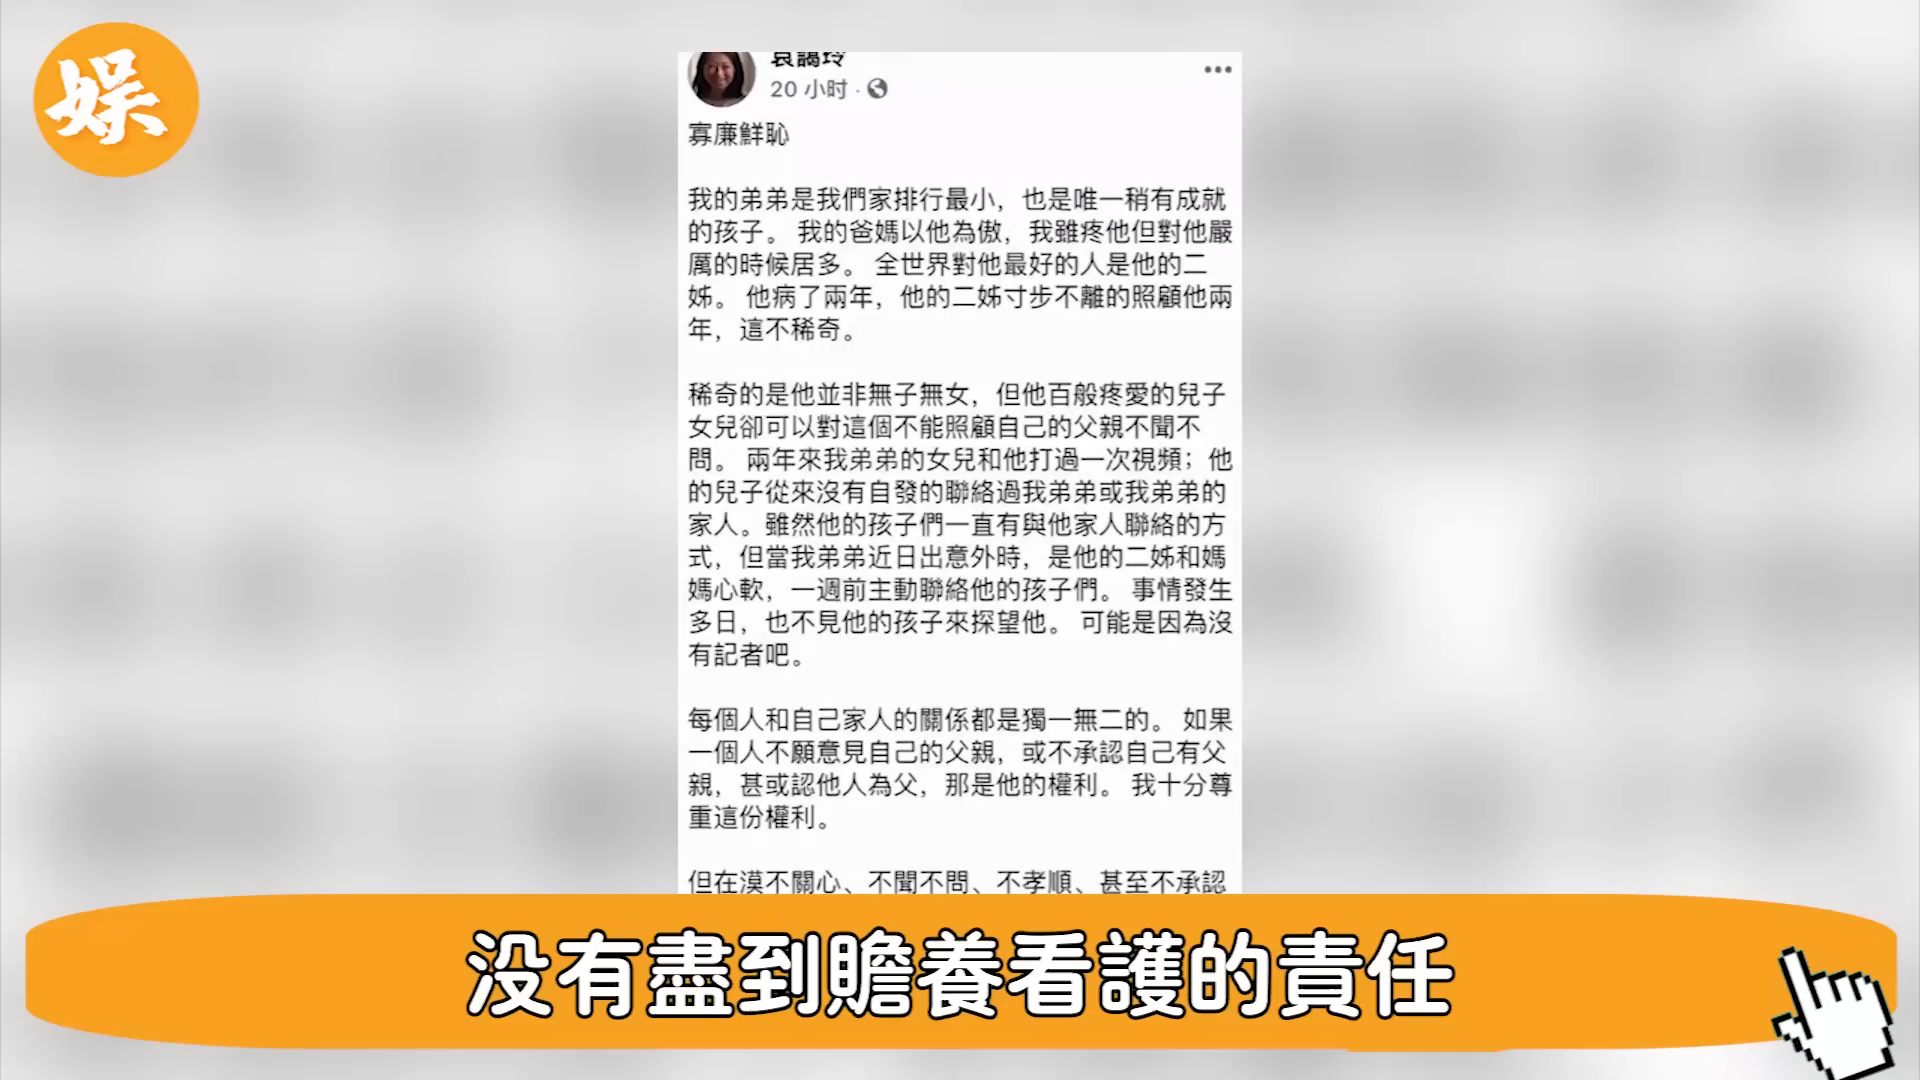 娱
袁譪玲
20 小时 ·
寡廉鮮恥
我的弟弟是我們家排行最小，也是唯一稍有成就
的孩子。 我的爸媽以他為傲，我雖疼他但對他嚴
厲的時候居多。 全世界對他最好的人是他的二
姊。 他病了兩年，他的二姊寸步不離的照顧他兩
年，這不稀奇。
稀奇的是他並非無子無女，但他百般疼愛的兒子
女兒卻可以對這個不能照顧自己的父親不聞不
問。 兩年來我弟弟的女兒和他打過一次視頻；他
的兒子從來沒有自發的聯絡過我弟弟或我弟弟的
家人。雖然他的孩子們一直有與他家人聯絡的方
式，但當我弟弟近日出意外時，是他的二姊和媽
媽心軟，一週前主動聯絡他的孩子們。 事情發生
多日，也不見他的孩子來探望他。 可能是因為沒
有記者吧。
每個人和自己家人的關係都是獨一無二的。 如果
一個人不願意見自己的父親，或不承認自己有父
親，甚或認他人為父，那是他的權利。 我十分尊
重這份權利。
但在漠不關心、不聞不問、不孝順、甚至不承認
没有盡到贍養看護的責任